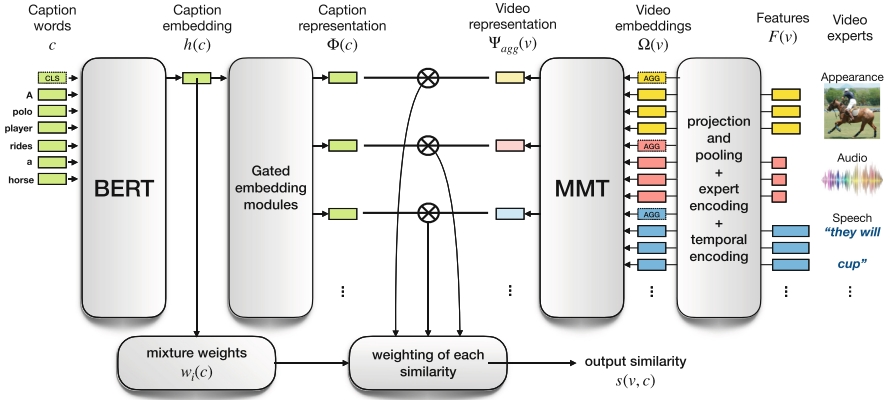 Caption words c
Caption embedding h(c)
Caption representation Φ(c)
Video representation Ψagg(v)
Video embeddings Ω(v)
Features F(v)
Video experts
CLS
A
polo
player
rides
a
horse
BERT
Gated
embedding
modules
MMT
AGG
AGG
AGG
projection
and
pooling
+
expert
encoding
+
temporal
encoding
Appearance
Audio
Speech
“they will
cup”
mixture weights
wi(c)
weighting of each
similarity
output similarity
s(v, c)